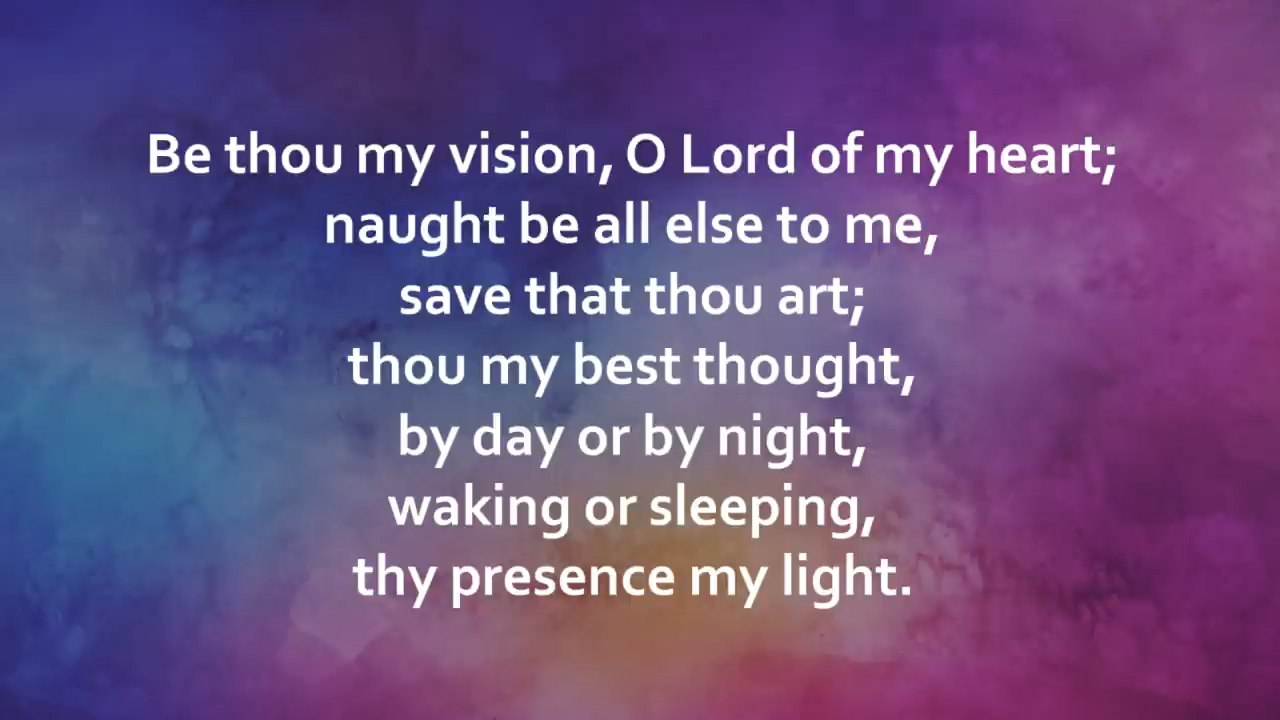 Be thou my vision, O Lord of my heart;
naught be all else to me,
save that thou art;
thou my best thought,
by day or by night,
waking or sleeping,
thy presence my light.